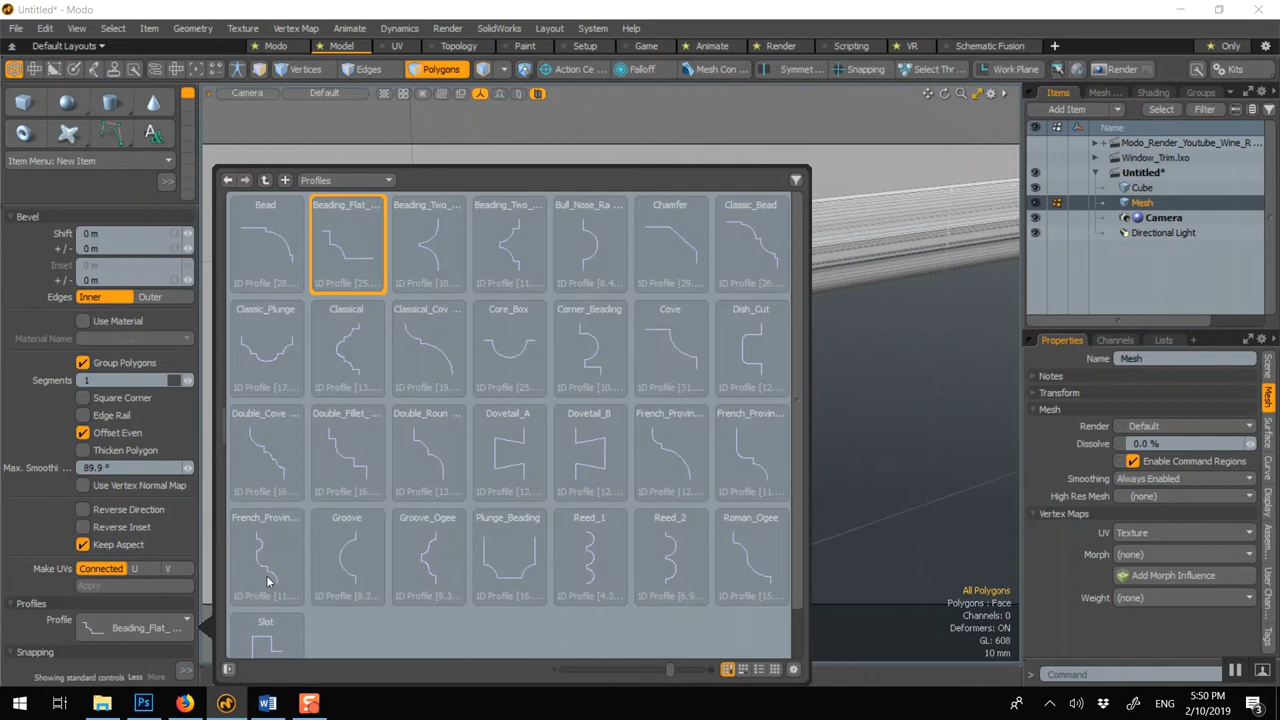 Untitled* - Modo
File Edit View Select Item Geometry Texture Vertex Map Animate Dynamics Render SolidWorks Layout System Help
Default Layouts Modo Model UV Topology Paint Setup Game Animate Render Scripting VR Schematic Fusion Only
Vertices Edges Polygons Action Ce ... Falloff Mesh Con ... Symmet ... Snapping Select Thr ... Work Plane Render Kits
Camera Default
Item Menu: New Item
>>
Bevel
Shift 0 m
+ / - 0 m
Inset 0 m
+ / - 0 m
Edges Inner Outer
Use Material
Material Name ...
Group Polygons
Segments 1
Square Corner
Edge Rail
Offset Even
Thicken Polygon
Max. Smoothi ... 89.9 °
Use Vertex Normal Map
Reverse Direction
Reverse Inset
Keep Aspect
Make UVs Connected U V
Apply
Profiles
Profile Beading_Flat_ ...
Snapping
Showing standard controls Less More >>
Profiles
Bead Beading_Flat_... Beading_Two_ ... Beading_Two_ ... Bull_Nose_Ra ... Chamfer Classic_Bead
1D Profile [28... 1D Profile [25... 1D Profile [10... 1D Profile [11... 1D Profile [8.4... 1D Profile [29... 1D Profile [26...
Classic_Plunge Classical Classical_Cov ... Core_Box Corner_Beading Cove Dish_Cut
1D Profile [17... 1D Profile [13... 1D Profile [19... 1D Profile [25... 1D Profile [10... 1D Profile [31... 1D Profile [12...
Double_Cove ... Double_Fillet_... Double_Roun ... Dovetail_A Dovetail_B French_Provin... French_Provin...
1D Profile [16... 1D Profile [16... 1D Profile [13... 1D Profile [12... 1D Profile [12... 1D Profile [12... 1D Profile [11...
French_Provin... Groove Groove_Ogee Plunge_Beading Reed_1 Reed_2 Roman_Ogee
1D Profile [11... 1D Profile [8.2... 1D Profile [9.3... 1D Profile [16... 1D Profile [4.3... 1D Profile [6.9... 1D Profile [15...
Slot
All Polygons
Polygons : Face
Channels: 0
Deformers: ON
GL: 608
10 mm
Items Mesh ... Shading Groups
Add Item Select Filter
Name
Modo_Render_Youtube_Wine_R ...
Window_Trim.lxo
Untitled*
Cube
Mesh
Camera
Directional Light
Properties Channels Lists +
Name Mesh
Notes
Transform
Mesh
Render Default
Dissolve 0.0 %
Enable Command Regions
Smoothing Always Enabled
High Res Mesh (none)
Vertex Maps
UV Texture
Morph (none)
Add Morph Influence
Weight (none)
Scene
Mesh
Surface
Curve
Display
Assem...
User Chan...
Tags
Command
ENG
5:50 PM
2/10/2019
3